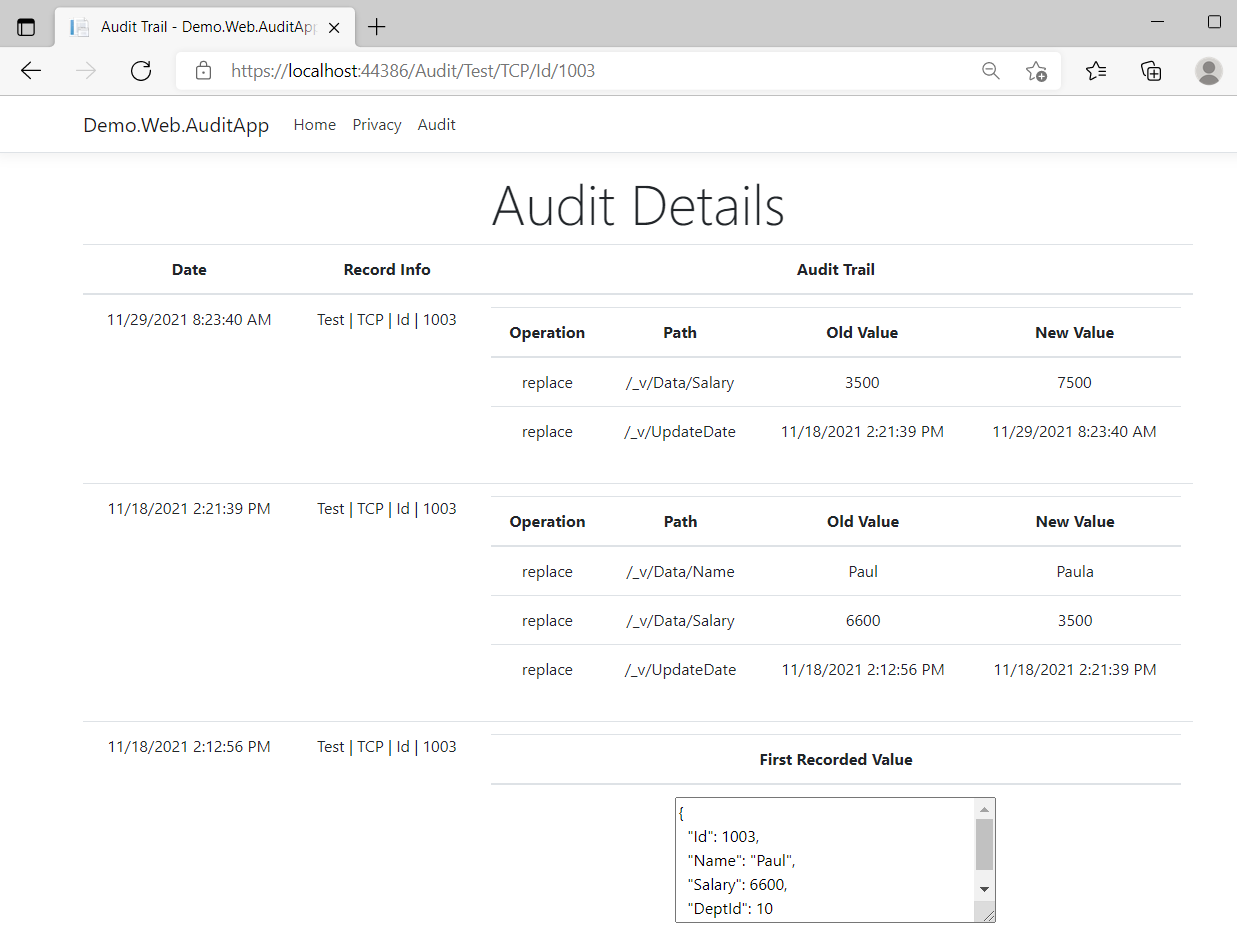 Audit Trail - Demo.Web.AuditApp
https://localhost:44386/Audit/Test/TCP/Id/1003
Demo.Web.AuditApp Home Privacy Audit
Audit Details
Date Record Info Audit Trail
11/29/2021 8:23:40 AM Test | TCP | Id | 1003
Operation Path Old Value New Value
replace /_v/Data/Salary 3500 7500
replace /_v/UpdateDate 11/18/2021 2:21:39 PM 11/29/2021 8:23:40 AM
11/18/2021 2:21:39 PM Test | TCP | Id | 1003
Operation Path Old Value New Value
replace /_v/Data/Name Paul Paula
replace /_v/Data/Salary 6600 3500
replace /_v/UpdateDate 11/18/2021 2:12:56 PM 11/18/2021 2:21:39 PM
11/18/2021 2:12:56 PM Test | TCP | Id | 1003
First Recorded Value
{
"Id": 1003,
"Name": "Paul",
"Salary": 6600,
"DeptId": 10